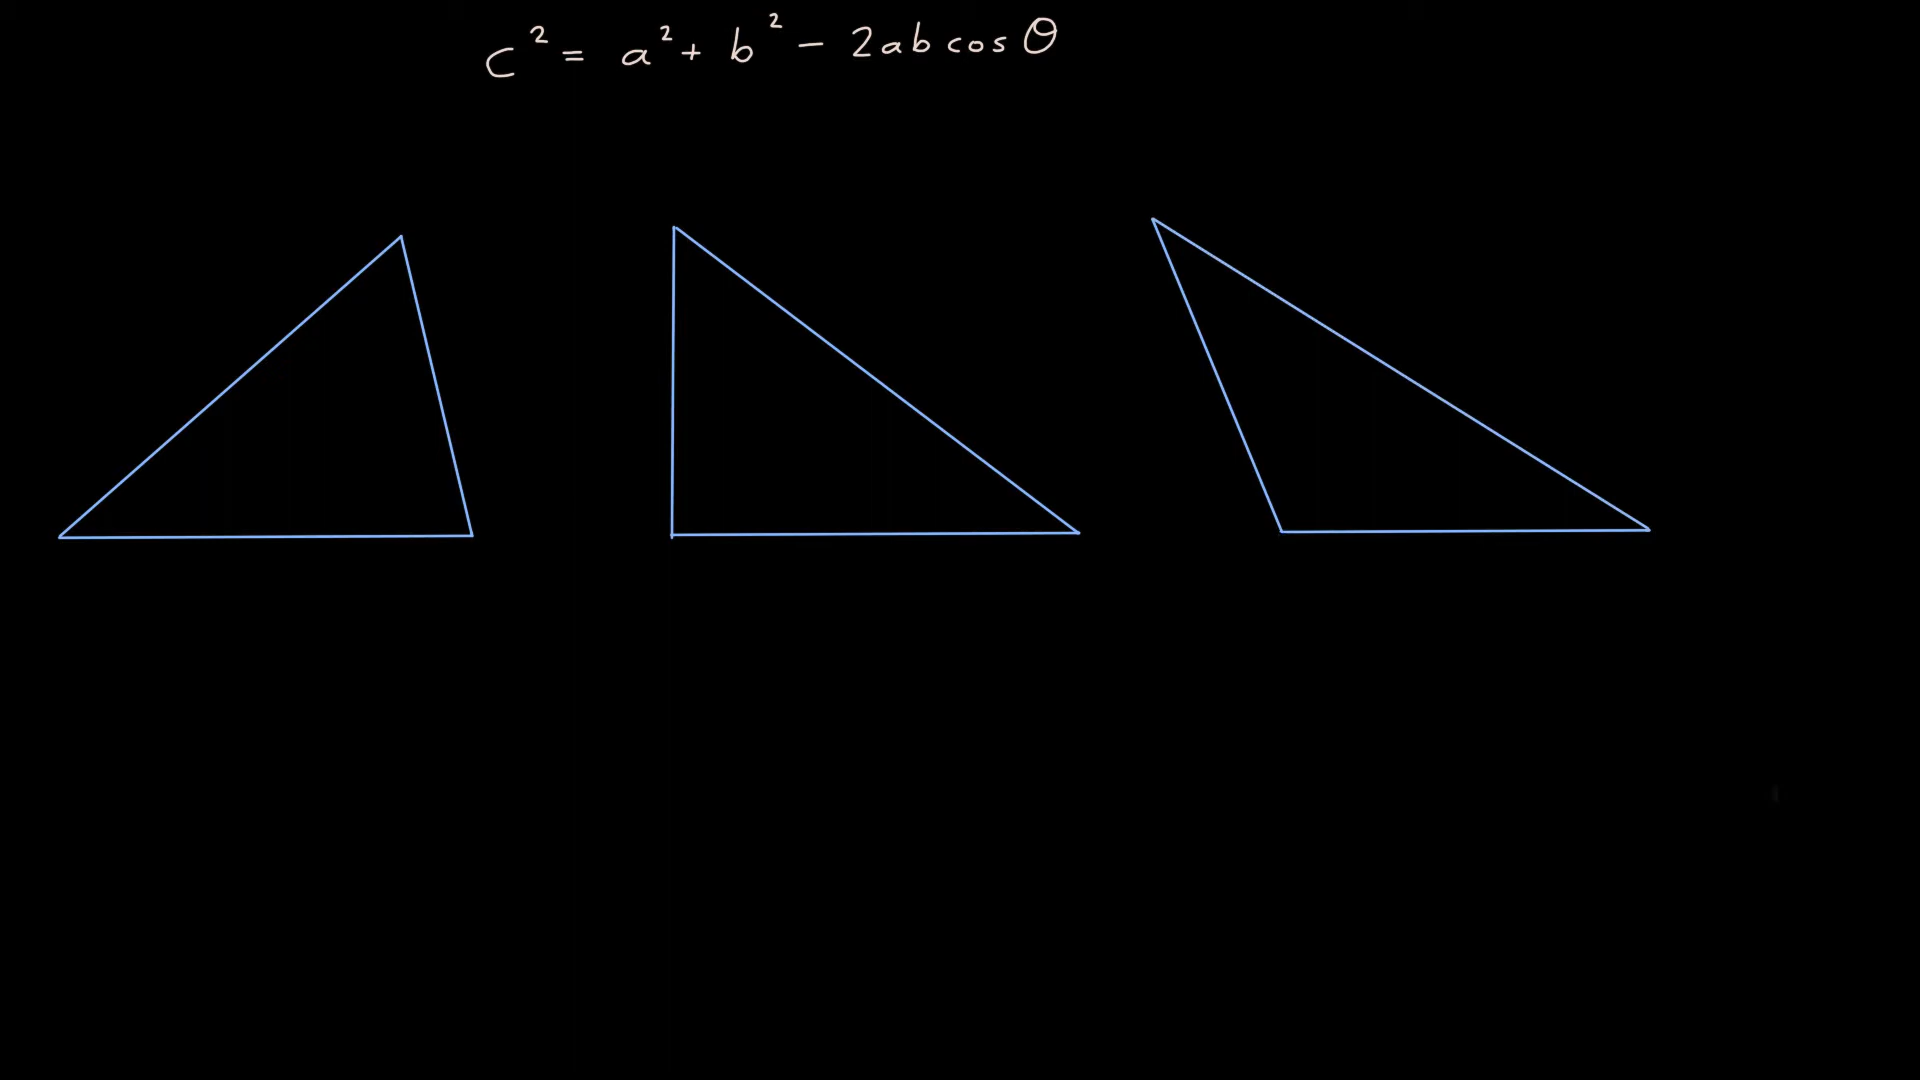 c² = a² + b² - 2ab cos θ